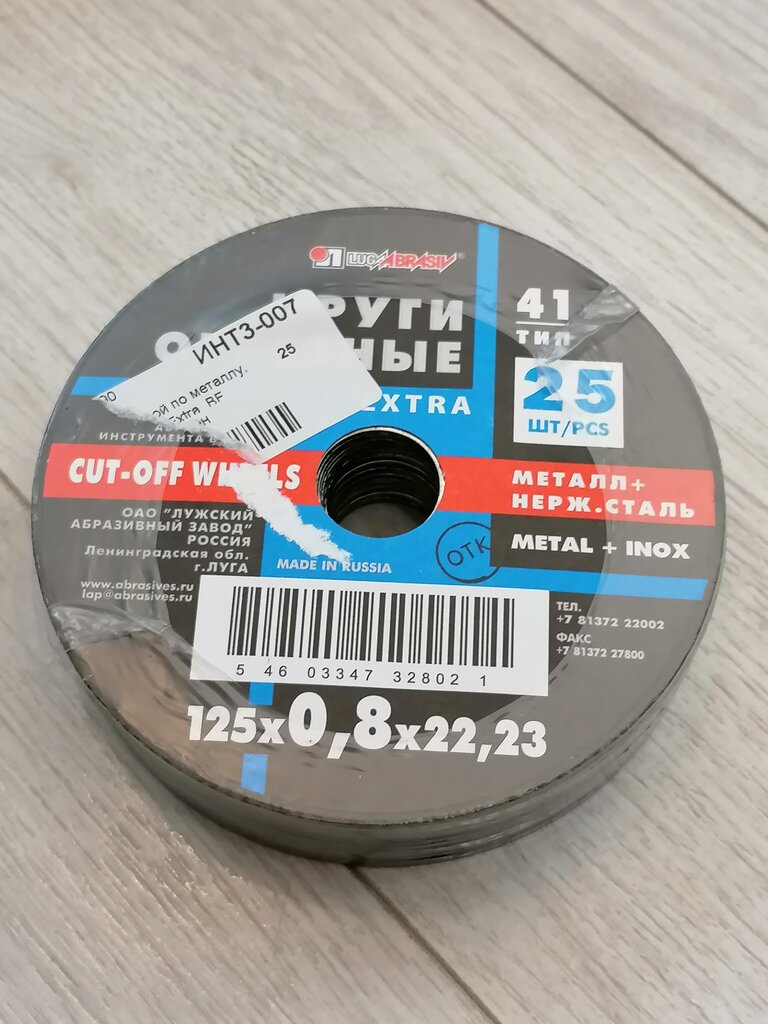 LUGAABRASIV®
КРУГИ
EXTRA
41
ТИП
25
ШТ/PCS
ИНТЗ-007
по металлу,
25
Extra RF
ИНСТРУМЕНТА
CUT-OFF
МЕТАЛЛ+
НЕРЖ.СТАЛЬ
METAL + INOX
ОТК
ОАО "ЛУЖСКИЙ
АБРАЗИВНЫЙ ЗАВОД"
РОССИЯ
Ленинградская обл.
г.ЛУГА
www.abrasives.ru
lap@abrasives.ru
MADE IN RUSSIA
ТЕЛ.
+7 81372 22002
ФАКС
+7 81372 27800
5 46 03347 32802 1
125x0,8x22,23